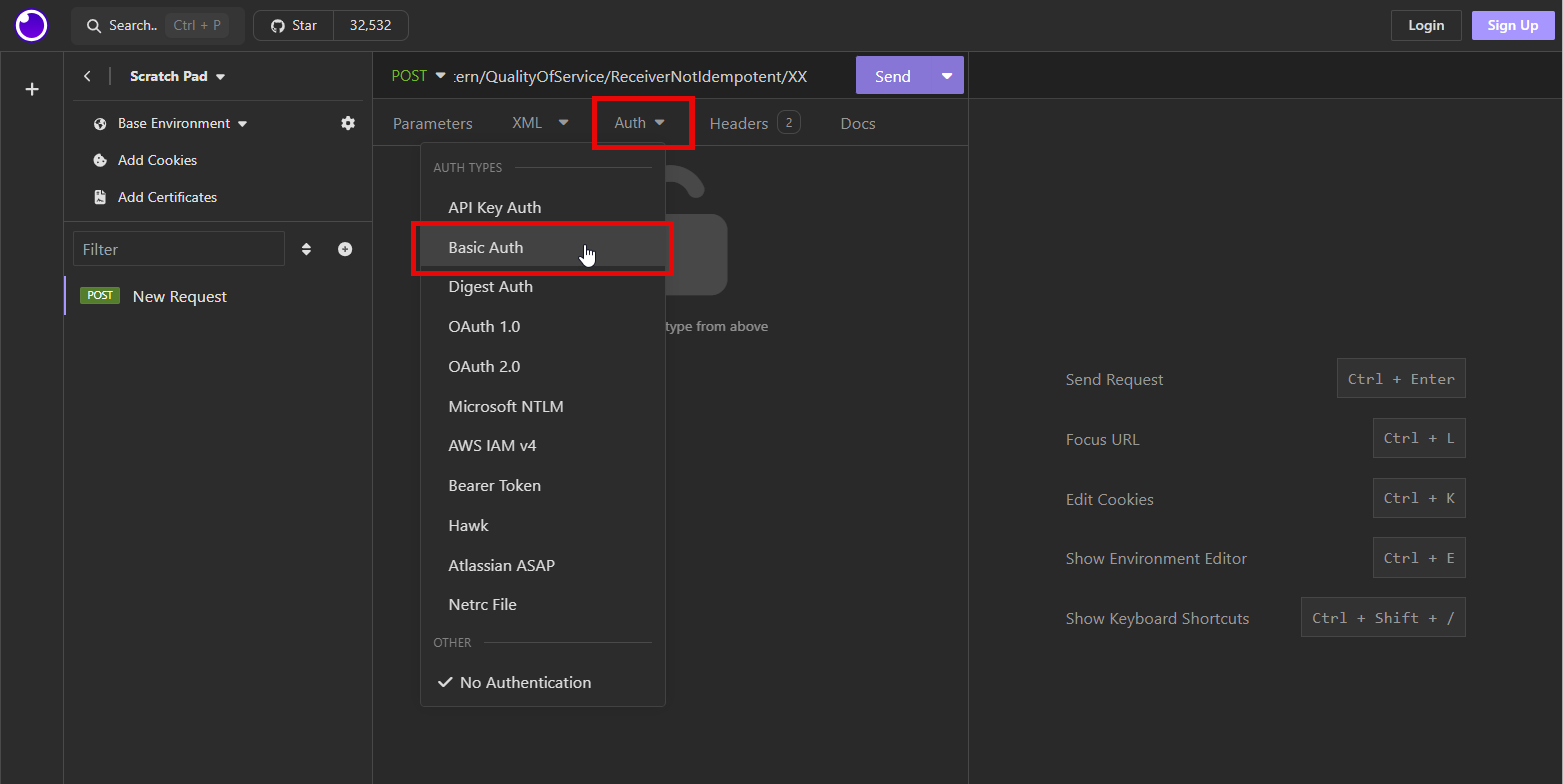 Search.. Ctrl + P Star 32,532 Login Sign Up
Scratch Pad
Base Environment
Add Cookies
Add Certificates
Filter
POST New Request
POST :ern/QualityOfService/ReceiverNotIdempotent/XX Send
Parameters XML Auth Headers 2 Docs
AUTH TYPES
API Key Auth
Basic Auth
Digest Auth
OAuth 1.0
OAuth 2.0
Microsoft NTLM
AWS IAM v4
Bearer Token
Hawk
Atlassian ASAP
Netrc File
OTHER
No Authentication
type from above
Send Request Ctrl + Enter
Focus URL Ctrl + L
Edit Cookies Ctrl + K
Show Environment Editor Ctrl + E
Show Keyboard Shortcuts Ctrl + Shift + /